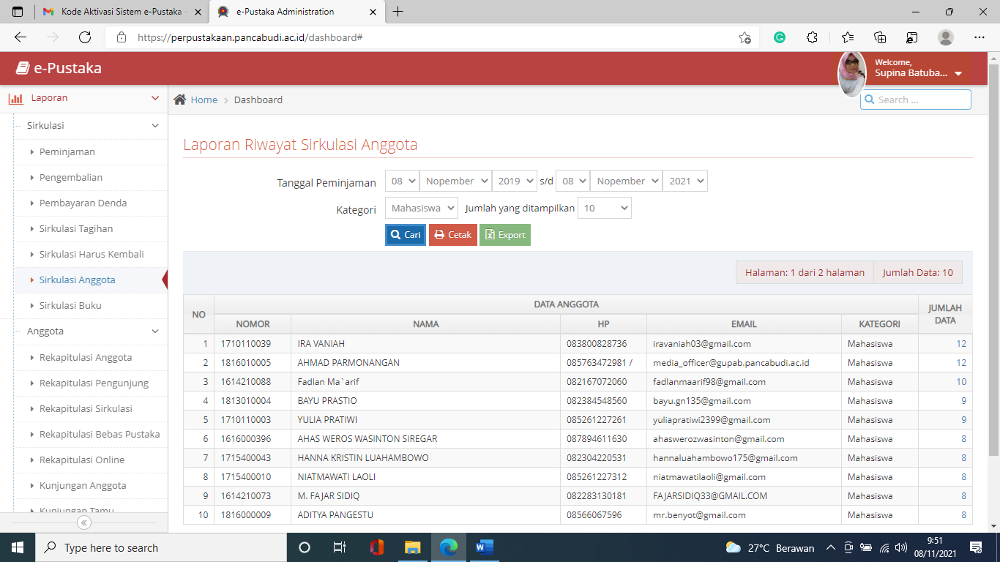 Kode Aktivasi Sistem e-Pustaka -
e-Pustaka Administration
https://perpustakaan.pancabudi.ac.id/dashboard#
e-Pustaka
Welcome,
Supina Batuba...
Laporan
Home > Dashboard
Search ...
Sirkulasi
Peminjaman
Pengembalian
Pembayaran Denda
Sirkulasi Tagihan
Sirkulasi Harus Kembali
Sirkulasi Anggota
Sirkulasi Buku
Anggota
Rekapitulasi Anggota
Rekapitulasi Pengunjung
Rekapitulasi Sirkulasi
Rekapitulasi Bebas Pustaka
Rekapitulasi Online
Kunjungan Anggota
Kunjungan Tamu
Laporan Riwayat Sirkulasi Anggota
Tanggal Peminjaman 08 Nopember 2019 s/d 08 Nopember 2021
Kategori Mahasiswa Jumlah yang ditampilkan 10
Cari Cetak Export
Halaman: 1 dari 2 halaman Jumlah Data: 10
NO DATA ANGGOTA JUMLAH DATA
NOMOR NAMA HP EMAIL KATEGORI
1 1710110039 IRA VANIAH 083800828736 iravaniah03@gmail.com Mahasiswa 12
2 1816010005 AHMAD PARMONANGAN 085763472981 / media_officer@gupab.pancabudi.ac.id Mahasiswa 12
3 1614210088 Fadlan Ma`arif 082167072060 fadlanmaarif98@gmail.com Mahasiswa 10
4 1813010004 BAYU PRASTIO 082384548560 bayu.gn135@gmail.com Mahasiswa 9
5 1710110003 YULIA PRATIWI 085261227261 yuliapratiwi2399@gmail.com Mahasiswa 9
6 1616000396 AHAS WEROS WASINTON SIREGAR 087894611630 ahaswerozwasinton@gmail.com Mahasiswa 8
7 1715400043 HANNA KRISTIN LUAHAMBOWO 082304220531 hannaluahambowo175@gmail.com Mahasiswa 8
8 1715400010 NIATMAWATI LAOLI 085261227312 niatmawatilaoli@gmail.com Mahasiswa 8
9 1614210073 M. FAJAR SIDIQ 082283130181 FAJARSIDIQ33@GMAIL.COM Mahasiswa 8
10 1816000009 ADITYA PANGESTU 08566067596 mr.benyot@gmail.com Mahasiswa 8
Type here to search
27°C Berawan
9:51
08/11/2021